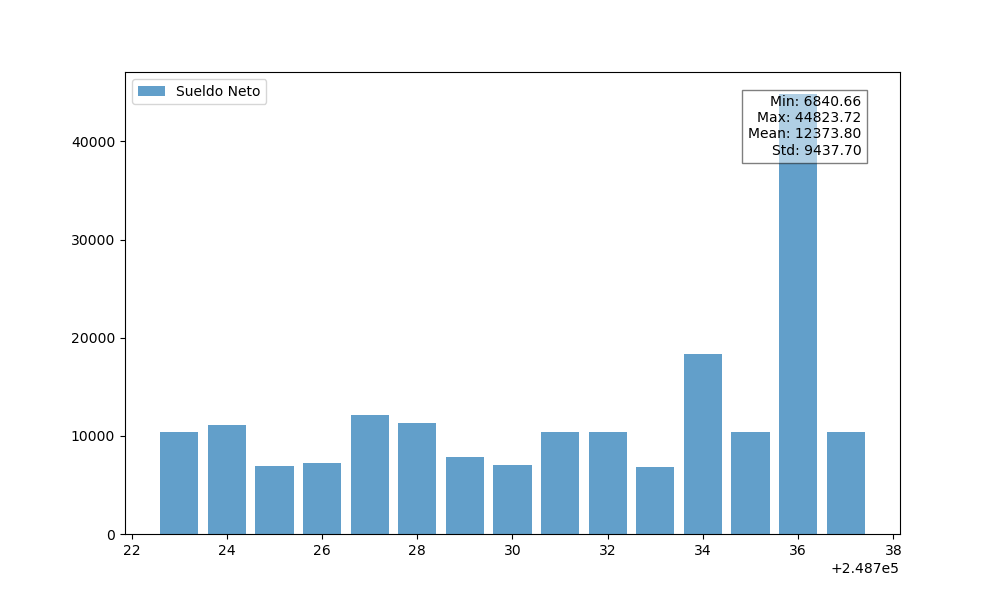 Sueldo Neto
Min: 6840.66
Max: 44823.72
Mean: 12373.80
Std: 9437.70
40000
30000
20000
10000
0
22 24 26 28 30 32 34 36 38
+2.487e5